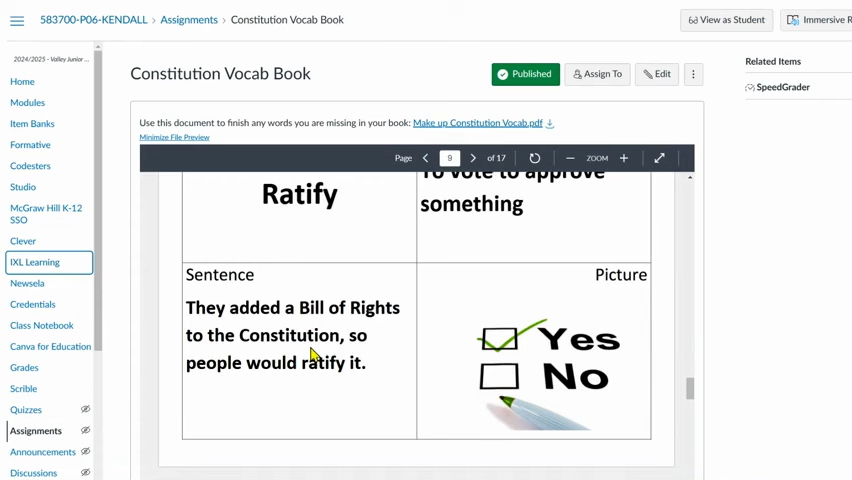 583700-P06-KENDALL > Assignments > Constitution Vocab Book
View as Student
Immersive R
2024/2025 - Valley Junior ...
Home
Modules
Item Banks
Formative
Codesters
Studio
McGraw Hill K-12
SSO
Clever
IXL Learning
Newsela
Credentials
Class Notebook
Canva for Education
Grades
Scrible
Quizzes
Assignments
Announcements
Discussions
Constitution Vocab Book
Published
Assign To
Edit
Related Items
SpeedGrader
Use this document to finish any words you are missing in your book: Make up Constitution Vocab.pdf
Minimize File Preview
Page < 9 > of 17
ZOOM
Ratify
To vote to approve
something
Sentence
They added a Bill of Rights
to the Constitution, so
people would ratify it.
Picture
Yes
No